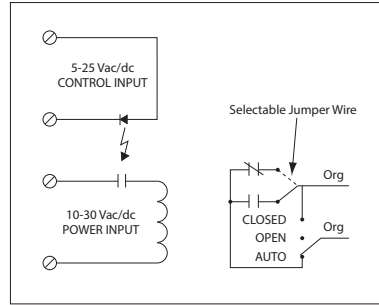 5-25 Vac/dc
CONTROL INPUT
Selectable Jumper Wire
Org
10-30 Vac/dc
POWER INPUT
CLOSED
OPEN
AUTO
Org